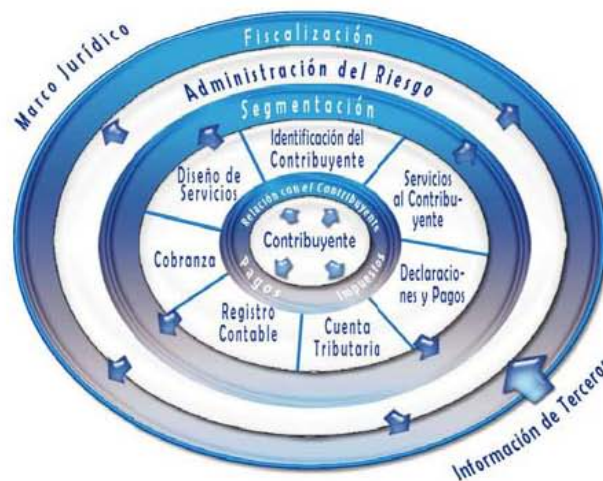 Marco Jurídico
Fiscalización
Administración del Riesgo
Segmentación
Identificación del
Contribuyente
Diseño de
Servicios
Servicios
al Contribu-
yente
Relación con el Contribuyente
Contribuyente
Pagos
Impuestos
Cobranza
Declaracio-
nes y Pagos
Registro
Contable
Cuenta
Tributaria
Información de Terceros